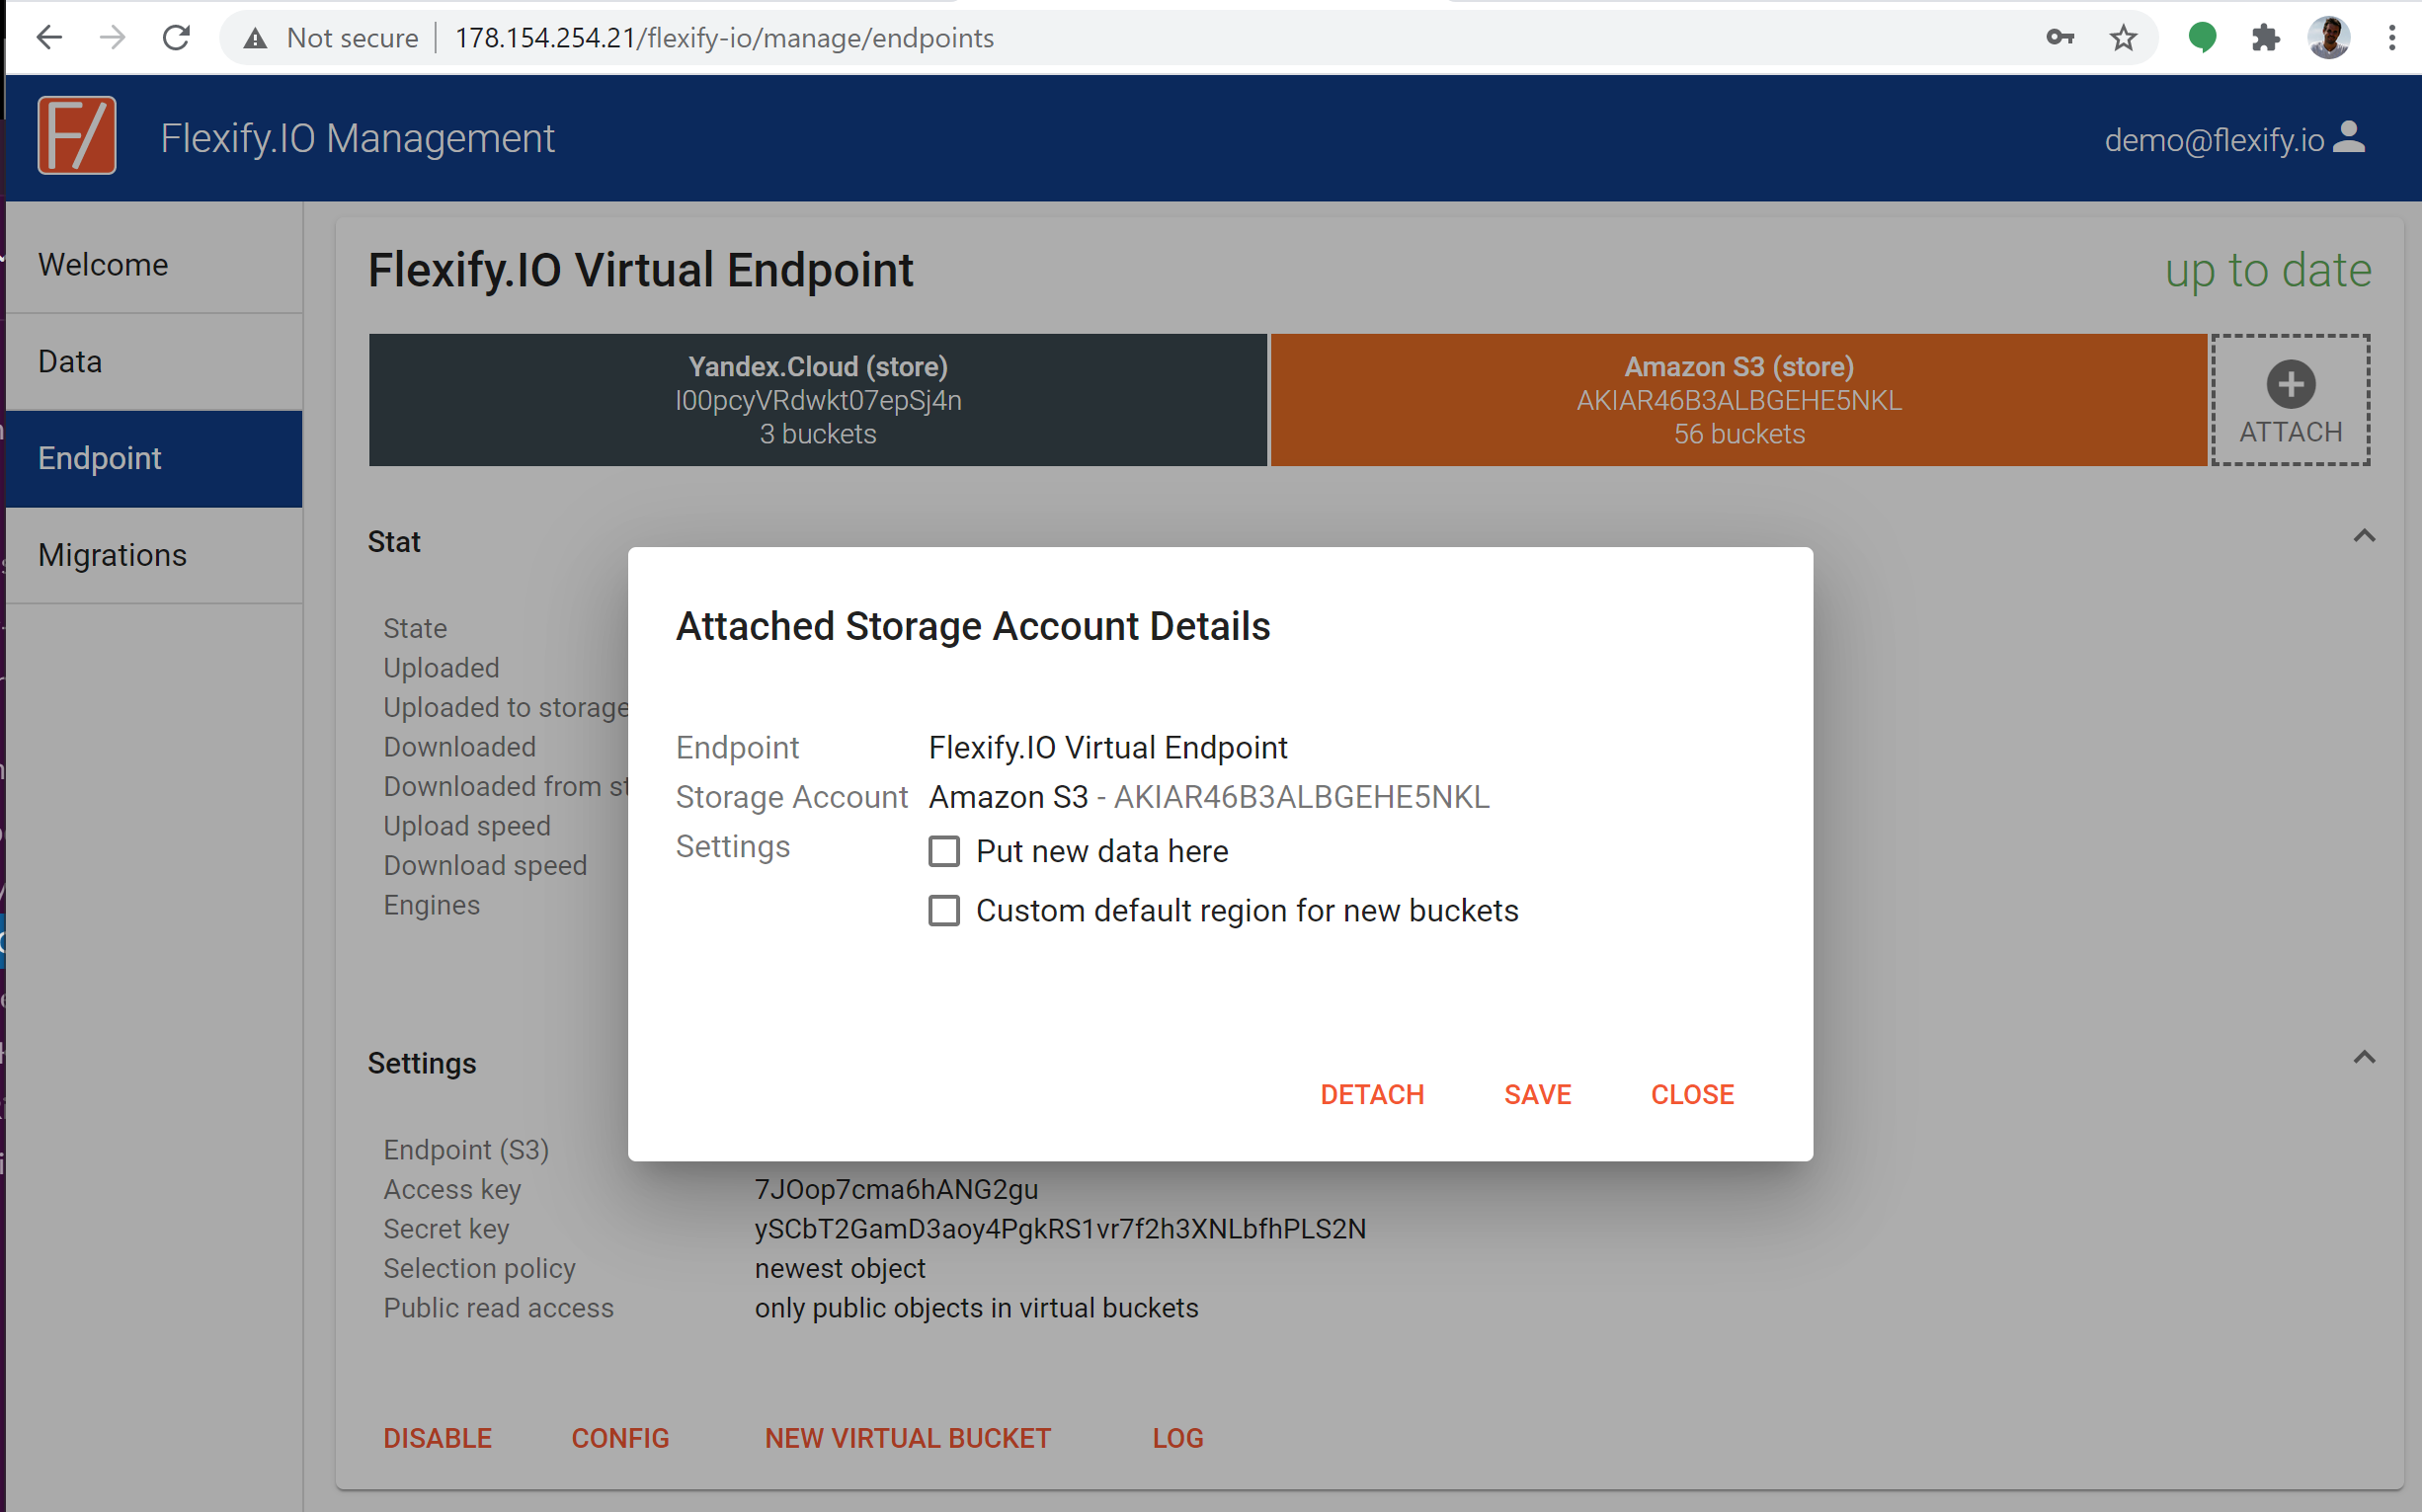 Not secure | 178.154.254.21/flexify-io/manage/endpoints
F/ Flexify.IO Management demo@flexify.io
Welcome
Data
Endpoint
Migrations
Flexify.IO Virtual Endpoint up to date
Yandex.Cloud (store)
I00pcyVRdwkt07epSj4n
3 buckets
Amazon S3 (store)
AKIAR46B3ALBGEHE5NKL
56 buckets
ATTACH
Stat
State
Uploaded
Uploaded to storage
Downloaded
Downloaded from st
Upload speed
Download speed
Engines
Attached Storage Account Details
Endpoint Flexify.IO Virtual Endpoint
Storage Account Amazon S3 - AKIAR46B3ALBGEHE5NKL
Settings Put new data here
Custom default region for new buckets
DETACH SAVE CLOSE
Settings
Endpoint (S3)
Access key 7JOop7cma6hANG2gu
Secret key ySCbT2GamD3aoy4PgkRS1vr7f2h3XNLbfhPLS2N
Selection policy newest object
Public read access only public objects in virtual buckets
DISABLE CONFIG NEW VIRTUAL BUCKET LOG